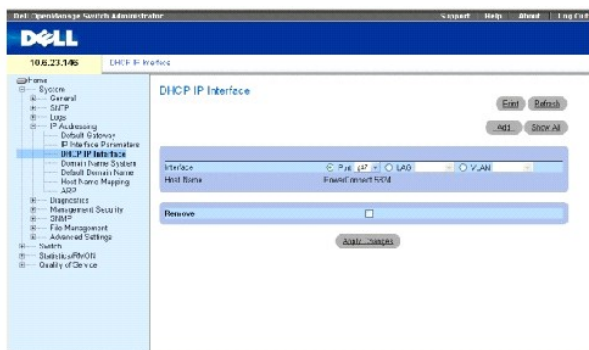 Dell OpenManage Switch Administrator
Support Help About Log Out
DELL
10.6.23.146 DHCP IP Interface
Home
System
General
SNTP
Logs
IP Addressing
Default Gateway
IP Interface Parameters
DHCP IP Interface
Domain Name System
Default Domain Name
Host Name Mapping
ARP
Diagnostics
Management Security
SNMP
File Management
Advanced Settings
Switch
Statistics/RMON
Quality of Service
DHCP IP Interface
Print Refresh
Add Show All
Interface Port g17 LAG VLAN
Host Name PowerConnect 5324
Remove
Apply Changes